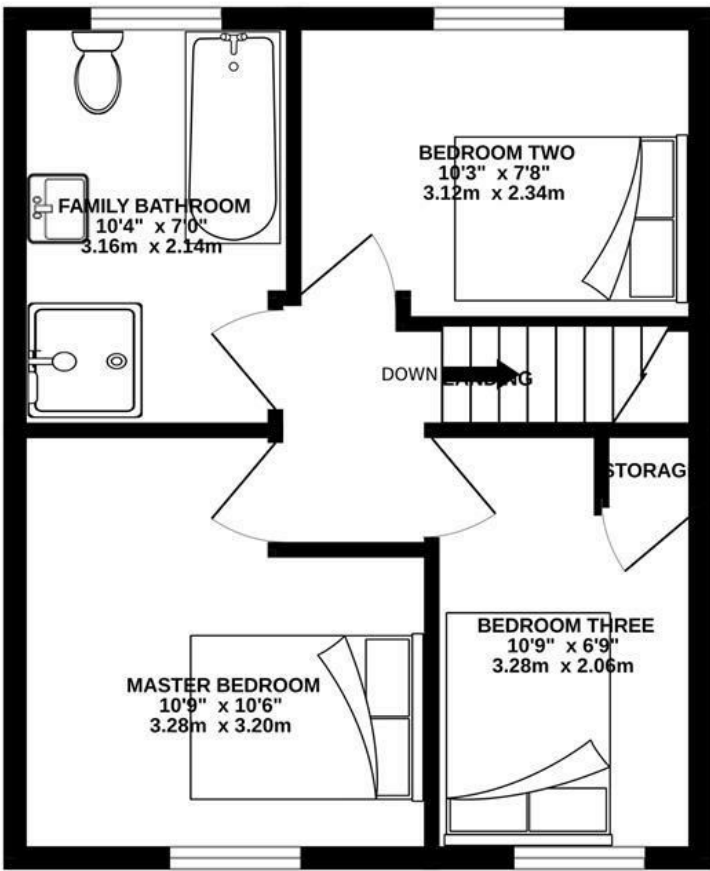 BEDROOM TWO
10'3" x 7'8"
3.12m x 2.34m
FAMILY BATHROOM
10'4" x 7'0"
3.16m x 2.14m
DOWN
LANDING
STORAG
BEDROOM THREE
10'9" x 6'9"
3.28m x 2.06m
MASTER BEDROOM
10'9" x 10'6"
3.28m x 3.20m